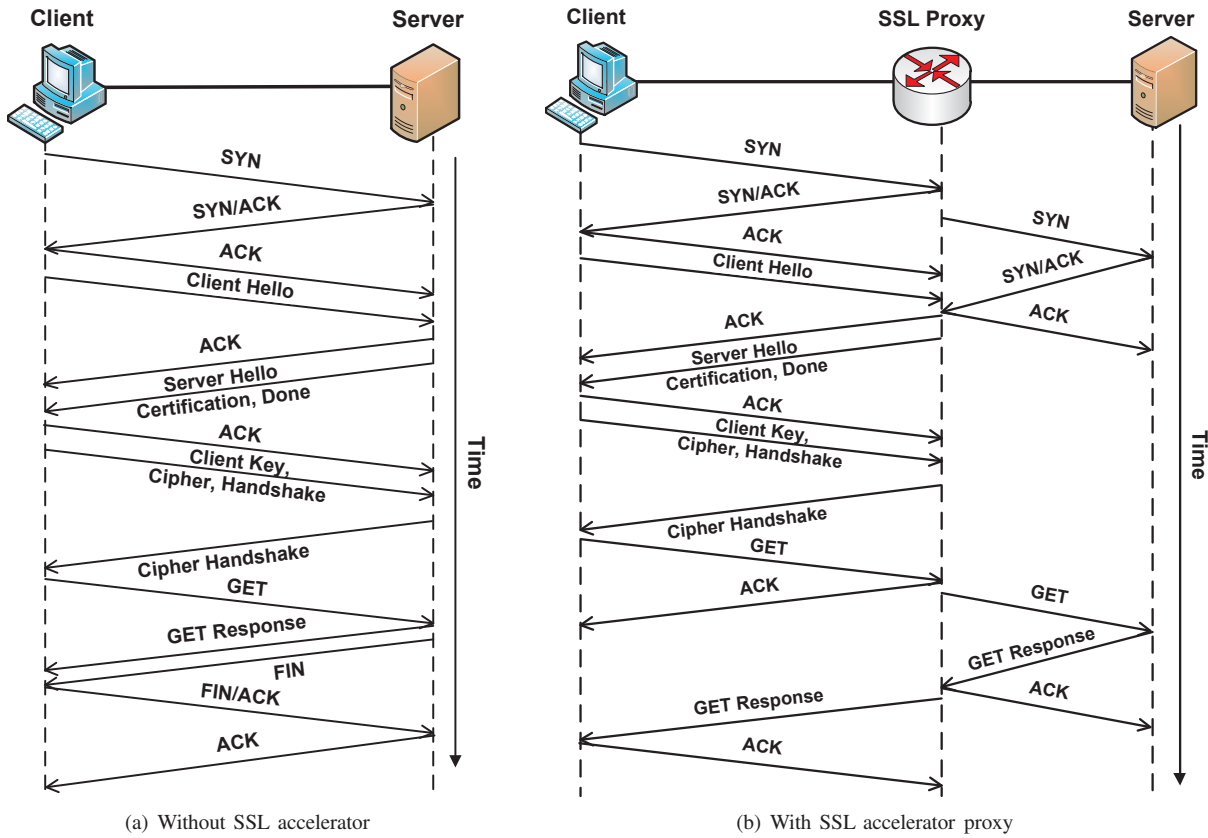 Client
Server
SYN
SYN/ACK
ACK
Client Hello
ACK
Server Hello
Certification, Done
ACK
Client Key,
Cipher, Handshake
Cipher Handshake
GET
GET Response
FIN
FIN/ACK
ACK
Time
(a) Without SSL accelerator
Client
SSL Proxy
Server
SYN
SYN/ACK
SYN
ACK
Client Hello
SYN/ACK
ACK
ACK
Server Hello
Certification, Done
ACK
Client Key,
Cipher, Handshake
Cipher Handshake
GET
ACK
GET
GET Response
ACK
GET Response
ACK
Time
(b) With SSL accelerator proxy